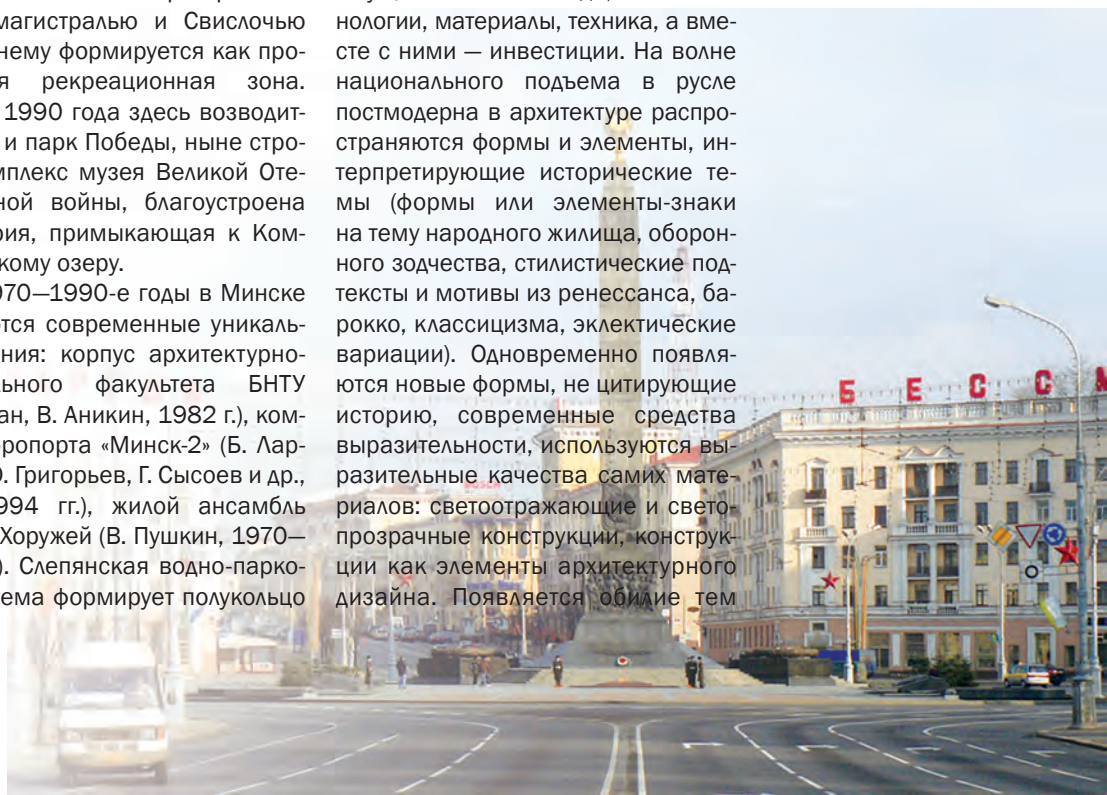 магистралью и Свислочью
нему формируется как про-
я рекреационная зона.
1990 года здесь возводит-
и парк Победы, ныне стро-
мплекс музея Великой Оте-
ной войны, благоустроена
рия, примыкающая к Ком-
кому озеру.
970—1990-е годы в Минске
ются современные уникаль-
ния: корпус архитектурно-
льного факультета БНТУ
ан, В. Аникин, 1982 г.), ком-
эропорта «Минск-2» (Б. Лар-
Григорьев, Г. Сысоев и др.,
994 гг.), жилой ансамбль
Хоружей (В. Пушкин, 1970—
). Слепянская водно-парко-
тема формирует полукольцо
нологии, материалы, техника, а вме-
сте с ними — инвестиции. На волне
национального подъема в русле
постмодерна в архитектуре распро-
страняются формы и элементы, ин-
терпретирующие исторические те-
мы (формы или элементы-знаки
на тему народного жилища, оборон-
ного зодчества, стилистические под-
тексты и мотивы из ренессанса, ба-
рокко, классицизма, эклектические
вариации). Одновременно появля-
ются новые формы, не цитирующие
историю, современные средства
выразительности, используются вы-
разительные качества самих мате-
риалов: светоотражающие и свето-
прозрачные конструкции, конструк-
ции как элементы архитектурного
дизайна. Появляется обилие тем
Б Е С С М